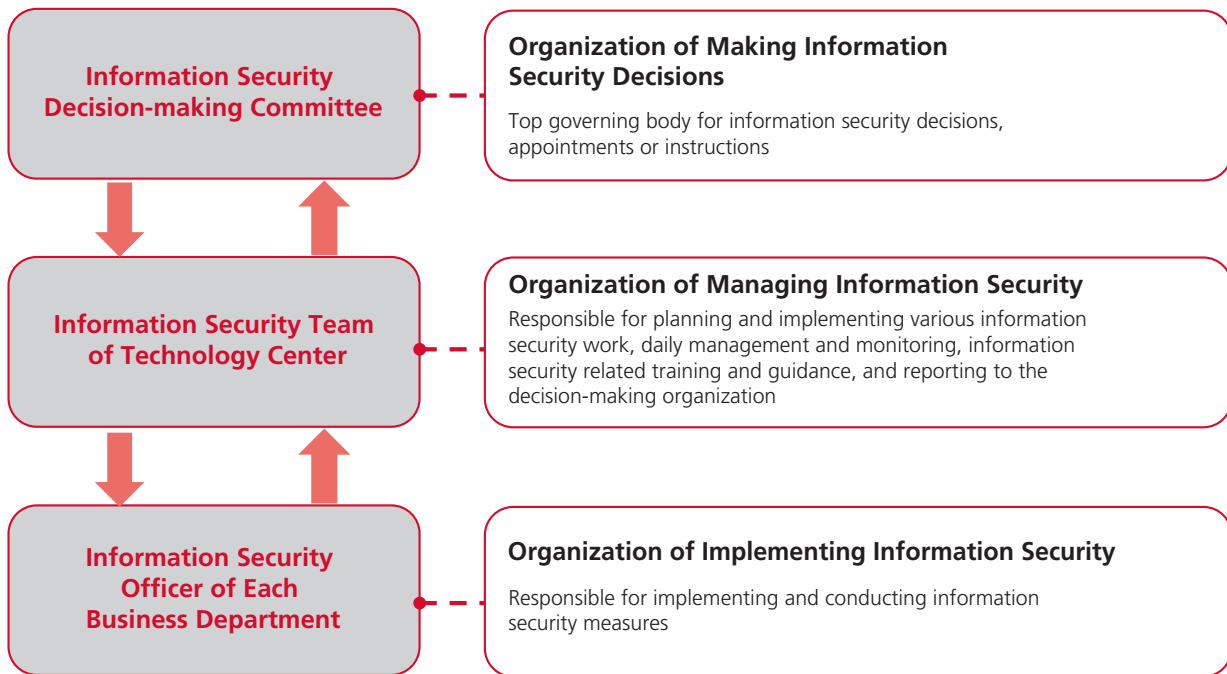 Information Security
Decision-making Committee
Organization of Making Information
Security Decisions
Top governing body for information security decisions,
appointments or instructions
Information Security Team
of Technology Center
Organization of Managing Information Security
Responsible for planning and implementing various information
security work, daily management and monitoring, information
security related training and guidance, and reporting to the
decision-making organization
Information Security
Officer of Each
Business Department
Organization of Implementing Information Security
Responsible for implementing and conducting information
security measures